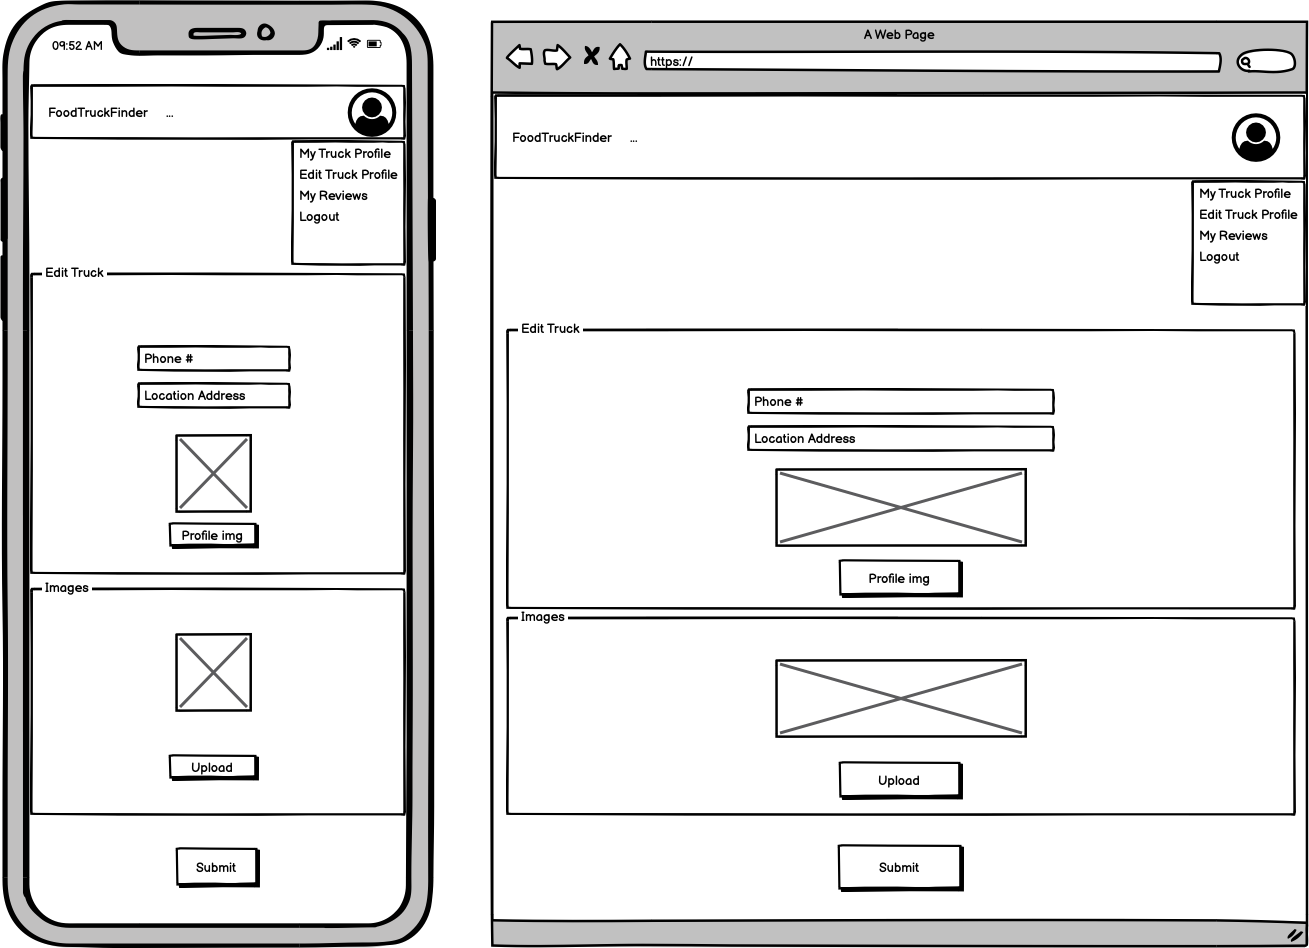 09:52 AM
FoodTruckFinder ...
My Truck Profile
Edit Truck Profile
My Reviews
Logout
Edit Truck
Phone #
Location Address
Profile img
Images
Upload
Submit
A Web Page
https://
FoodTruckFinder ...
My Truck Profile
Edit Truck Profile
My Reviews
Logout
Edit Truck
Phone #
Location Address
Profile img
Images
Upload
Submit